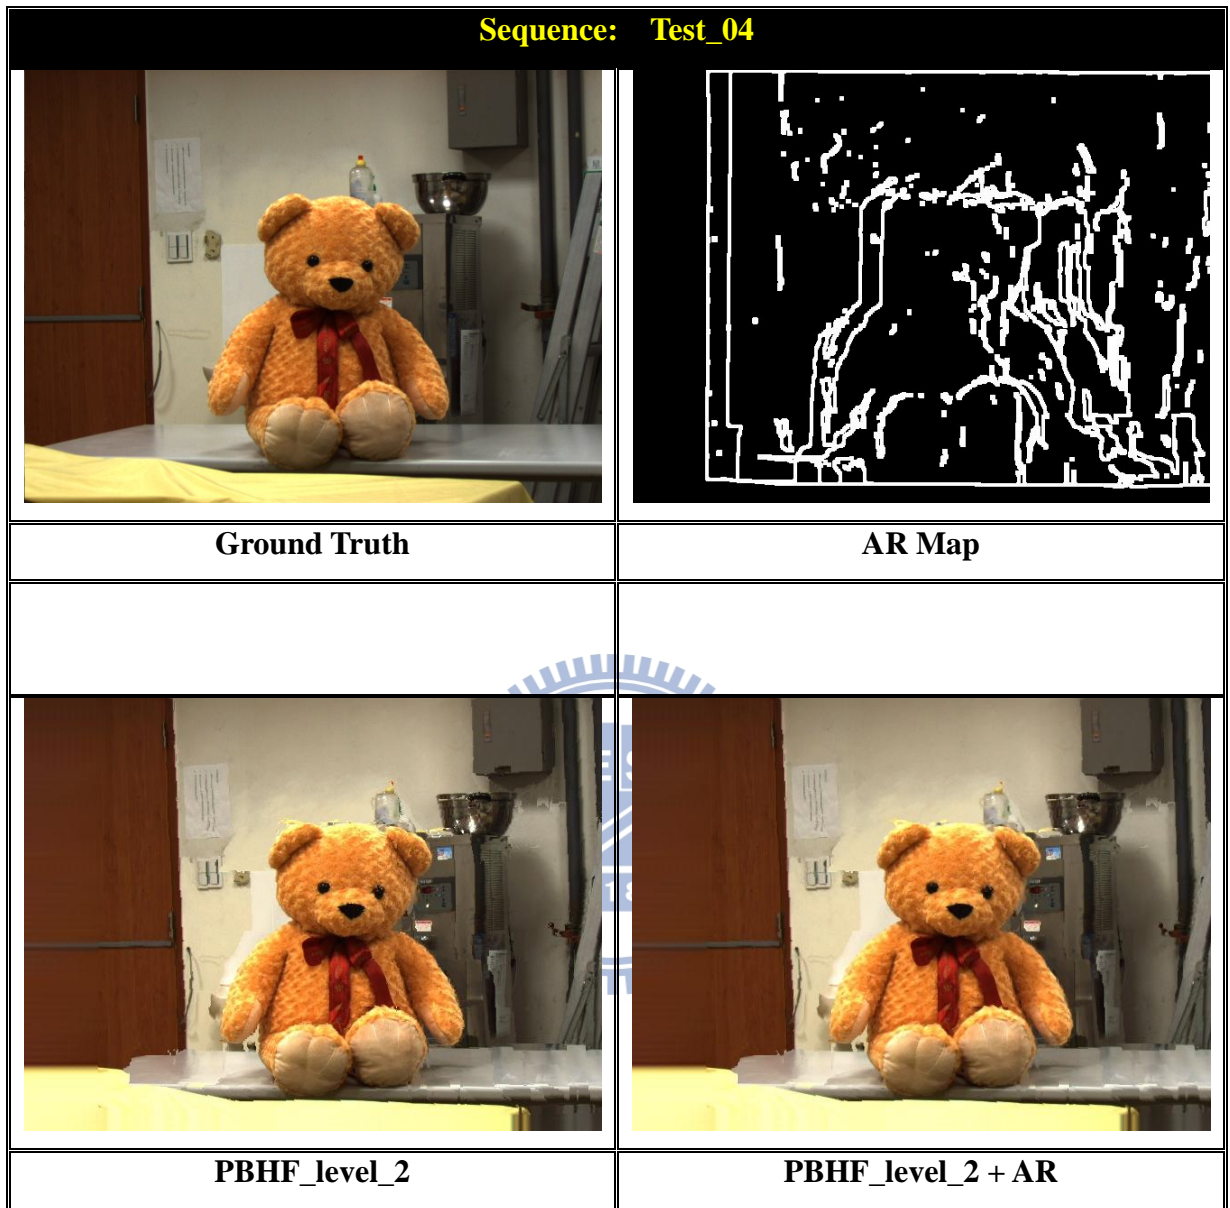 Sequence: Test_04
Ground Truth
AR Map
PBHF_level_2
PBHF_level_2 + AR